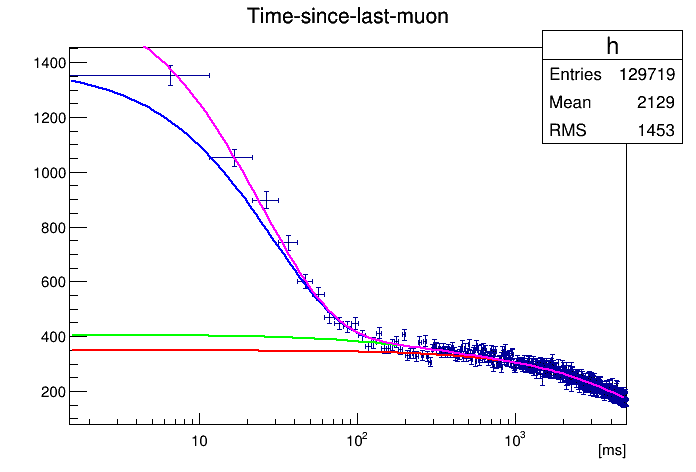 Time-since-last-muon
h
Entries 129719
Mean 2129
RMS 1453
1400
1200
1000
800
600
400
200
10
10²
10³
[ms]